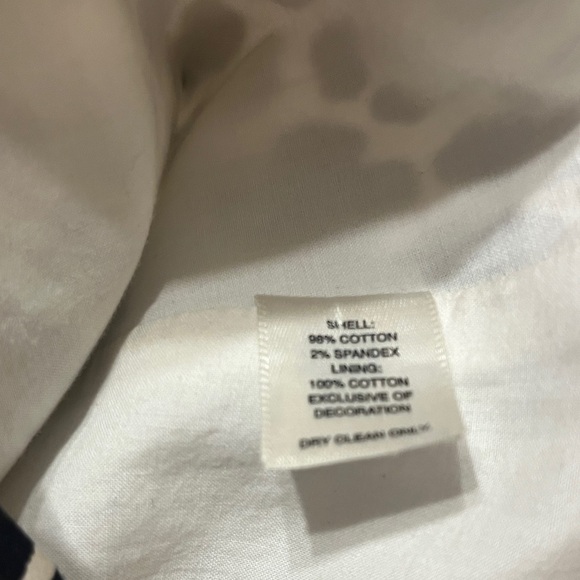 SHELL:
98% COTTON
2% SPANDEX
LINING:
100% COTTON
EXCLUSIVE OF
DECORATION
DRY CLEAN ONLY